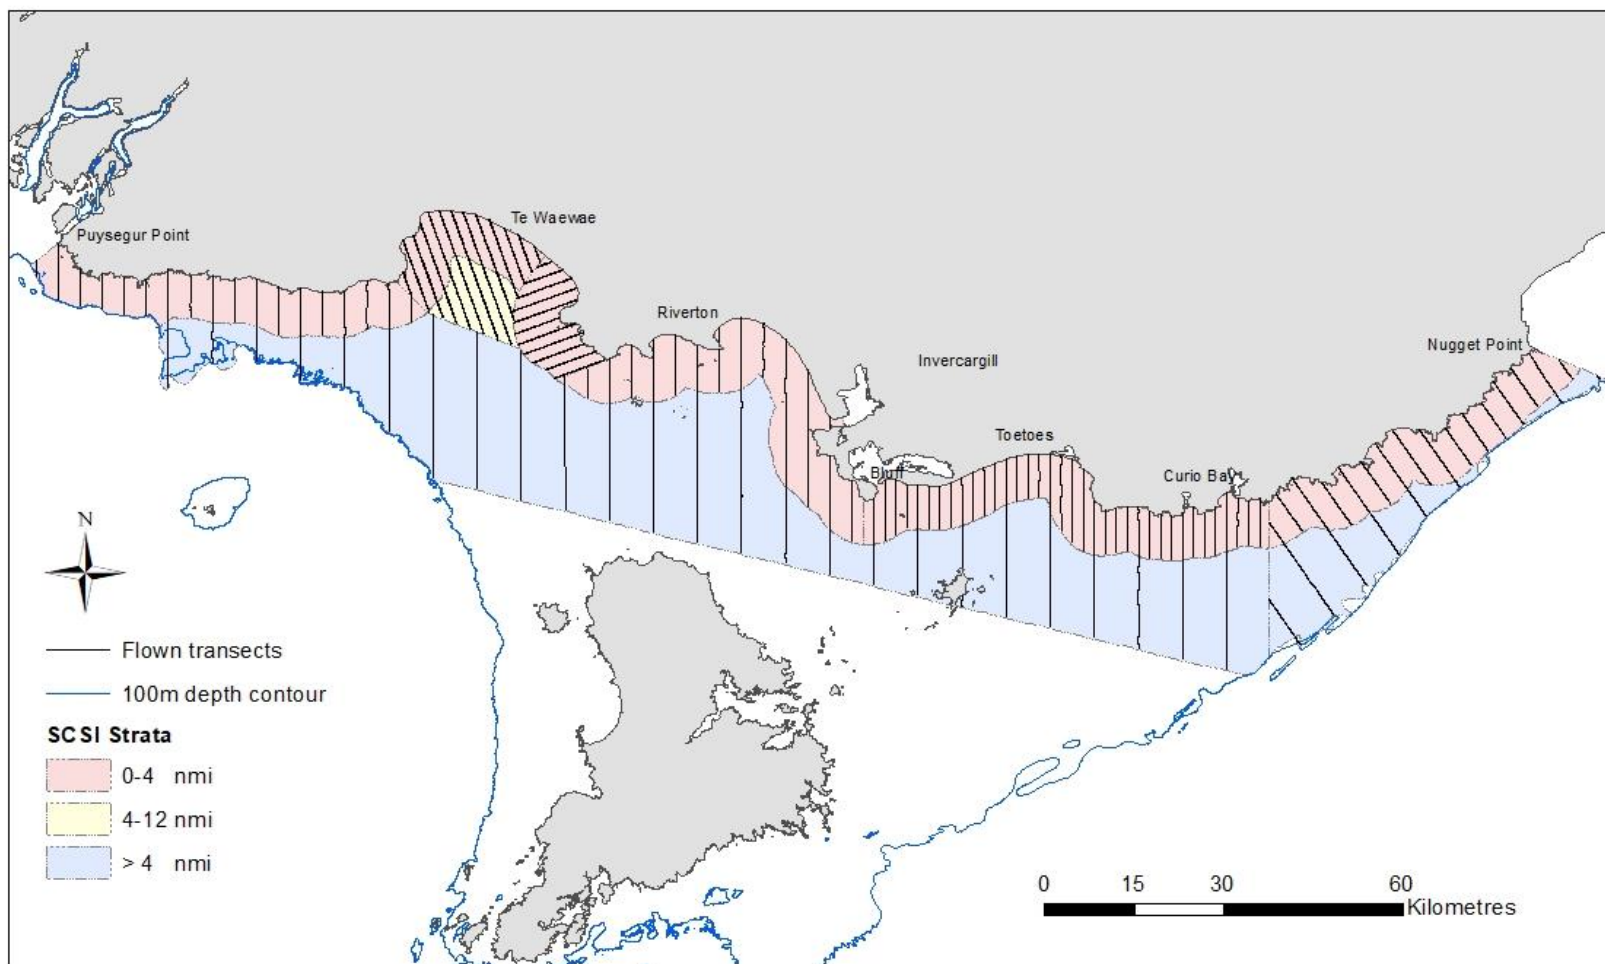 Te Waewae
Puysegur Point
Riverton
Nugget Point
Invercargill
Toetoes
Bluff
Curio Bay
N
Flown transects
100m depth contour
SCSI Strata
0-4 nmi
4-12 nmi
> 4 nmi
0 15 30 60
Kilometres